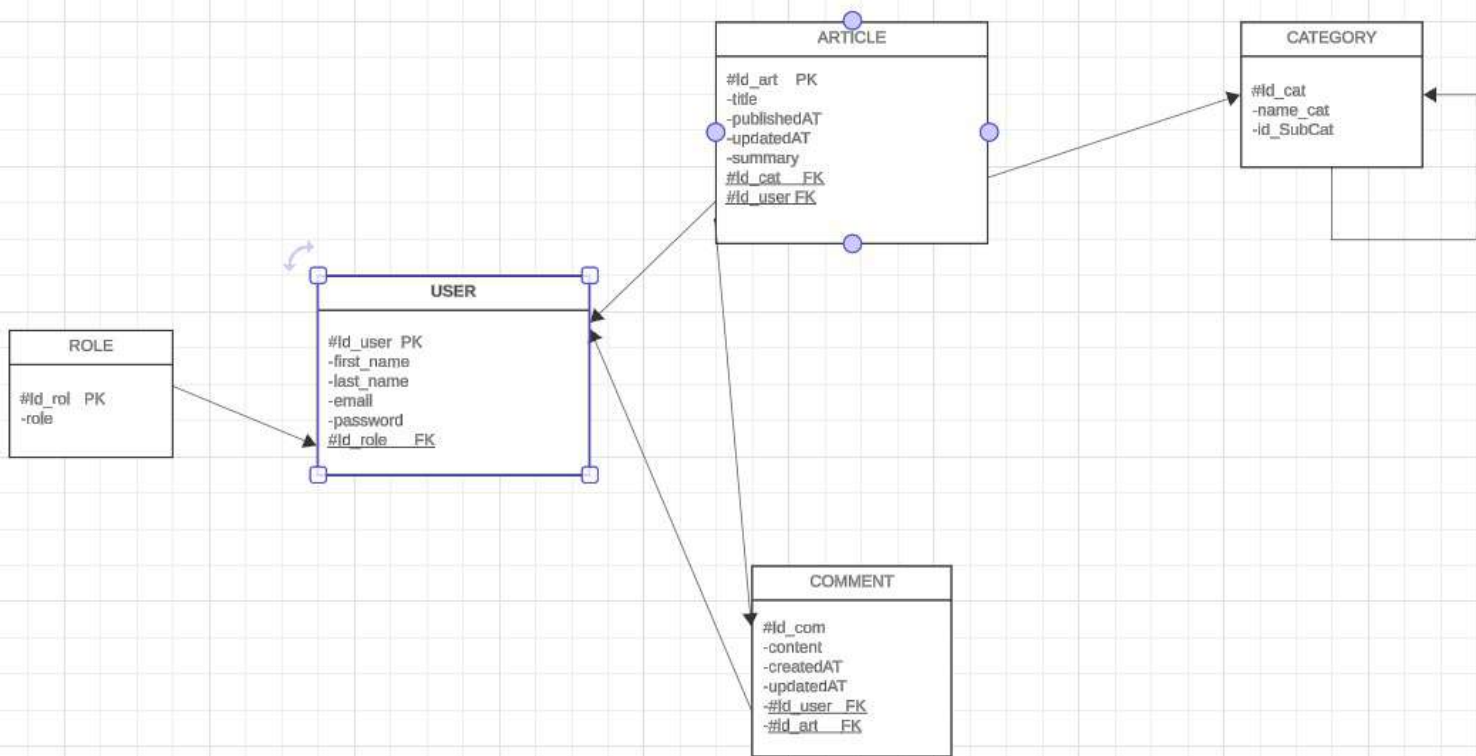 ARTICLE
#Id_art PK
-title
-publishedAT
-updatedAT
-summary
#Id_cat FK
#Id_user FK
CATEGORY
#Id_cat
-name_cat
-id_SubCat
USER
#Id_user PK
-first_name
-last_name
-email
-password
#Id_role FK
ROLE
#Id_rol PK
-role
COMMENT
#Id_com
-content
-createdAT
-updatedAT
-#Id_user FK
-#id_art FK